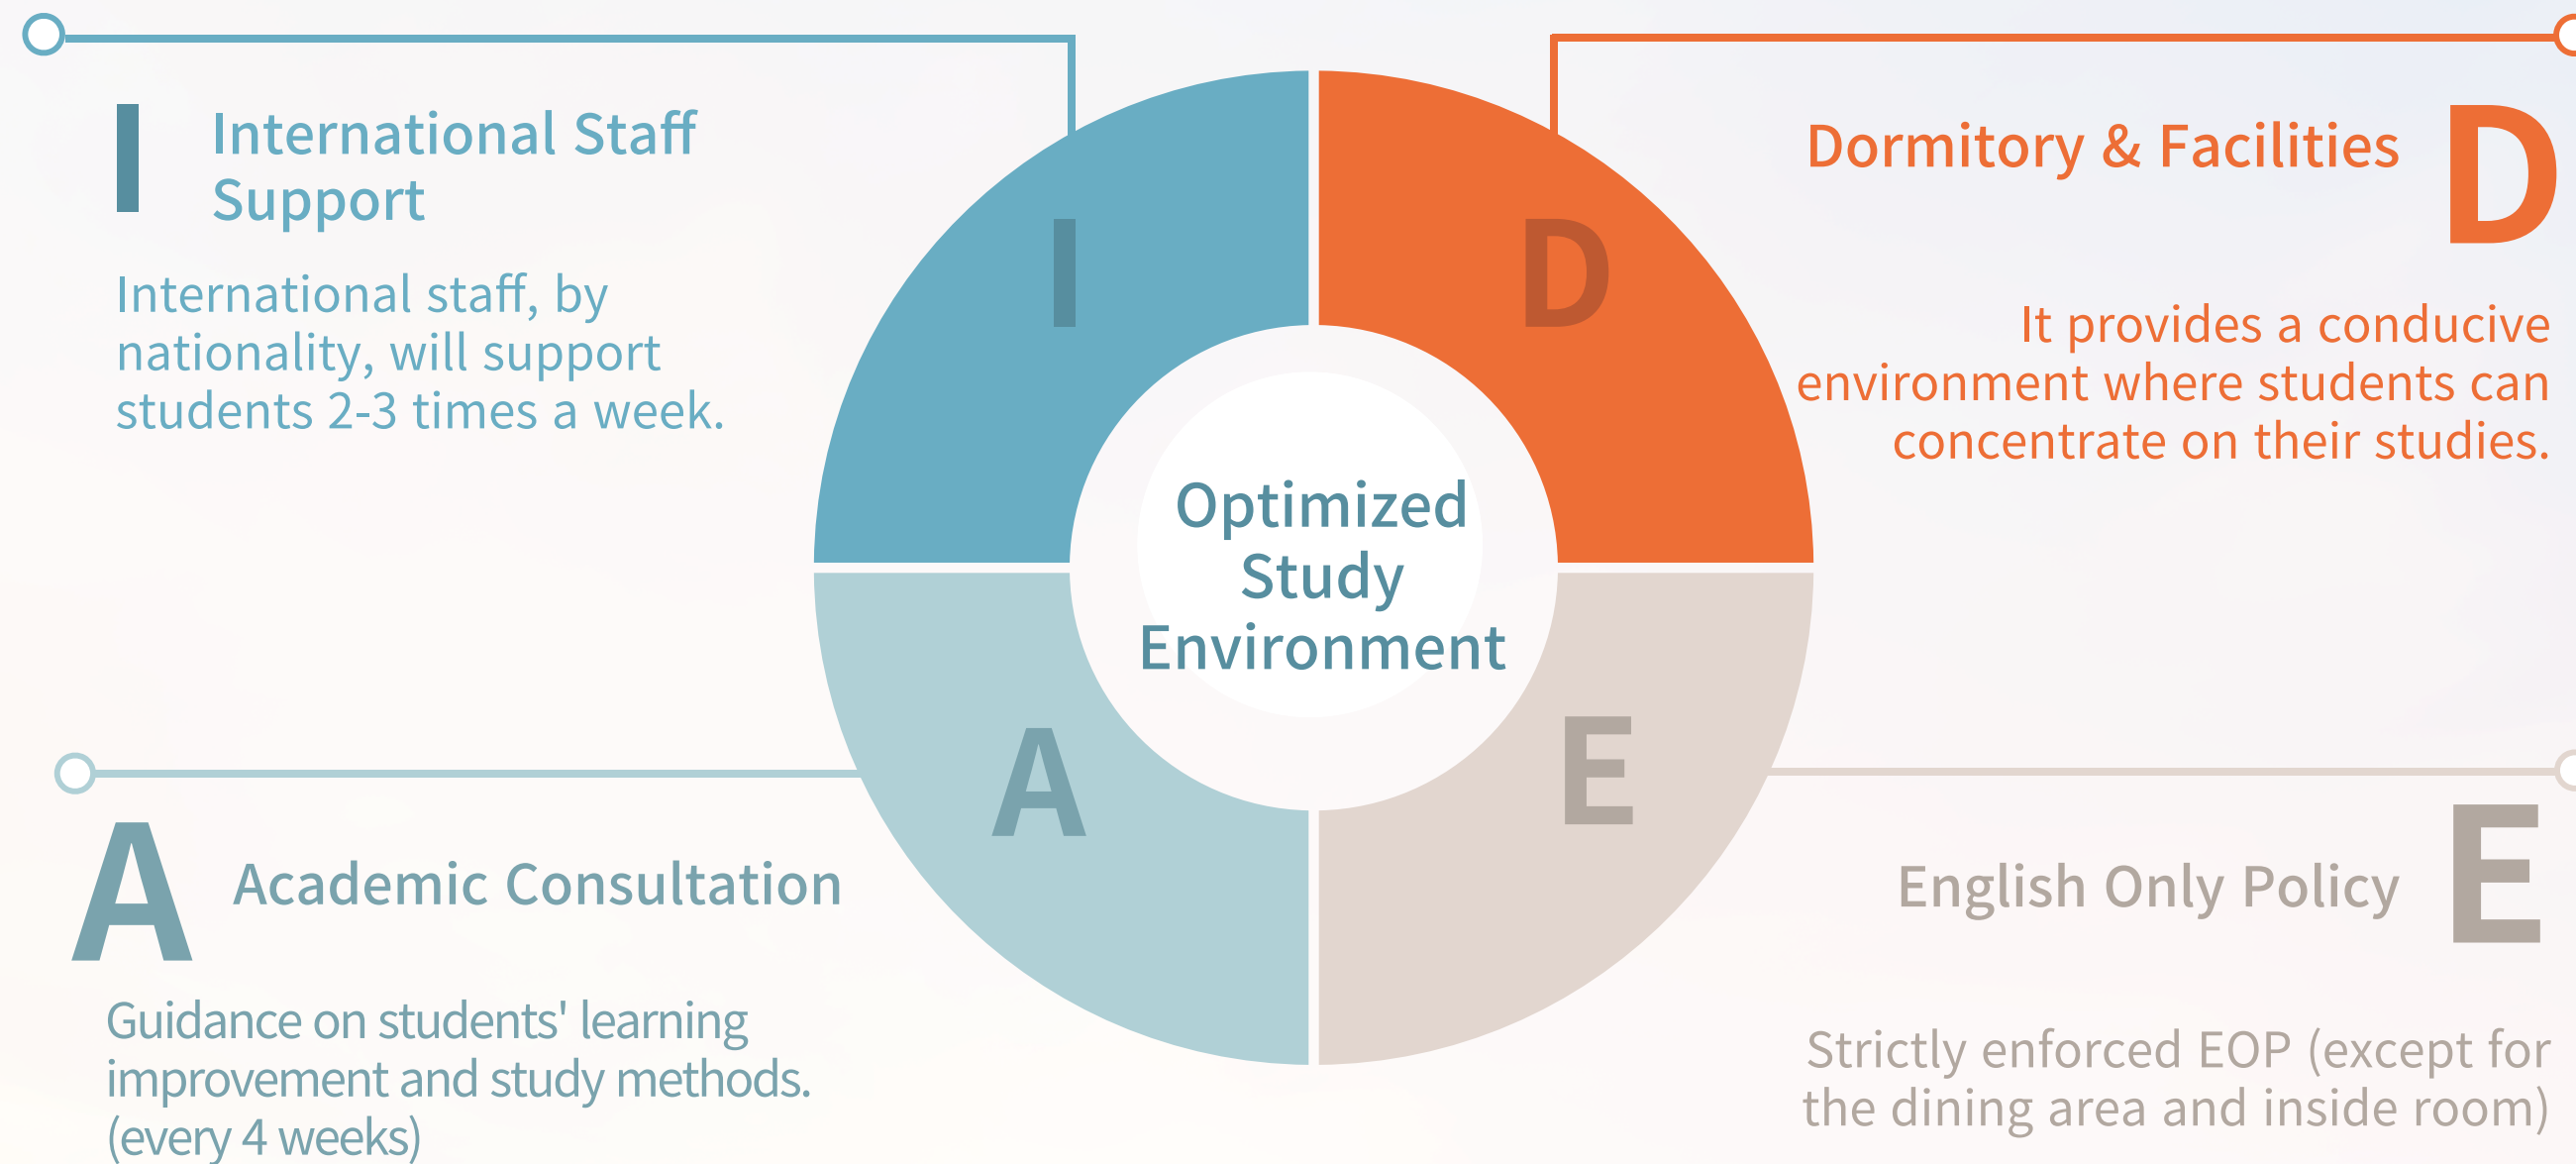 I
International Staff
Support
International staff, by
nationality, will support
students 2-3 times a week.
D
Dormitory & Facilities
It provides a conducive
environment where students can
concentrate on their studies.
I
D
Optimized
Study
Environment
A
E
A
Academic Consultation
Guidance on students' learning
improvement and study methods.
(every 4 weeks)
English Only Policy
E
Strictly enforced EOP (except for
the dining area and inside room)